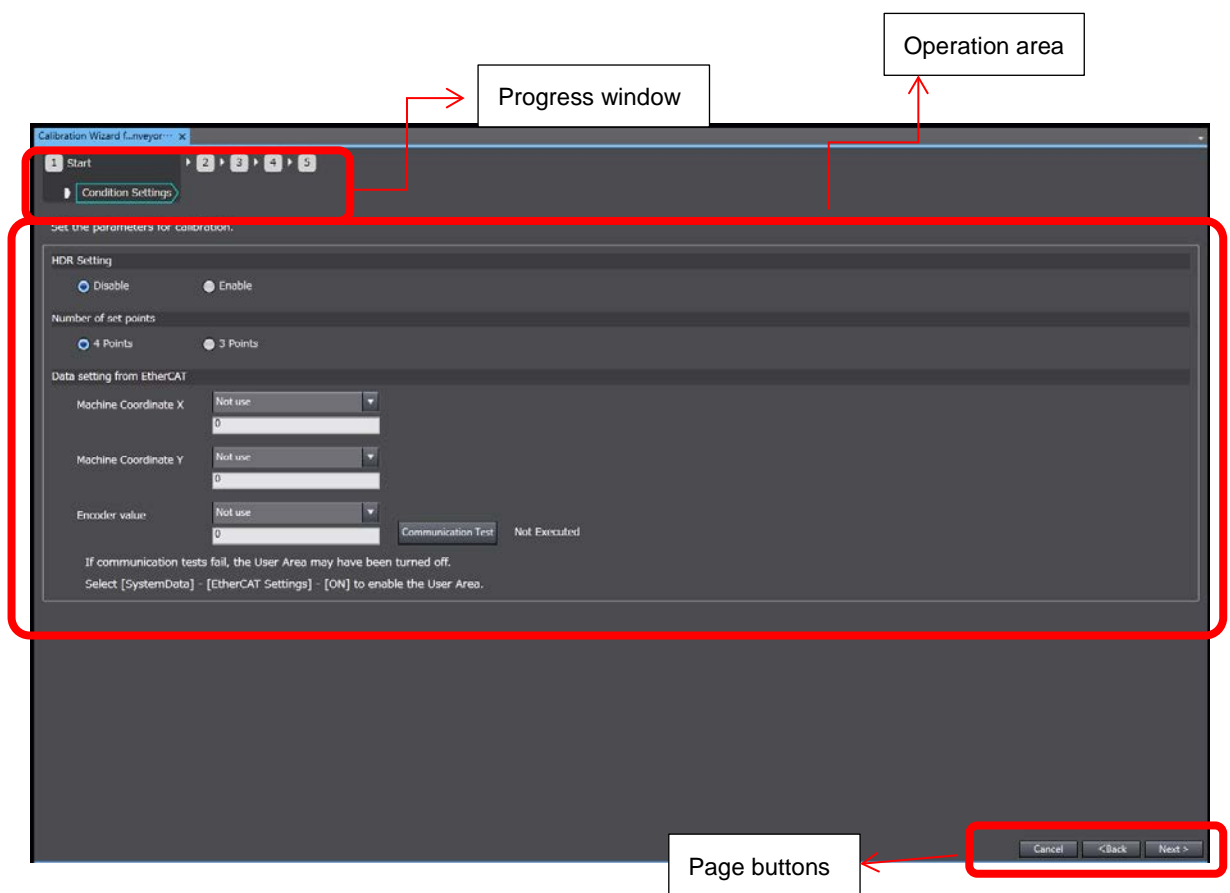 Operation area
Progress window
Calibration Wizard f...nveyor... x
1 Start 2 3 4 5
Condition Settings
Set the parameters for calibration.
HDR Setting
Disable Enable
Number of set points
4 Points 3 Points
Data setting from EtherCAT
Machine Coordinate X Not use
0
Machine Coordinate Y Not use
0
Encoder value Not use
0 Communication Test Not Executed
If communication tests fail, the User Area may have been turned off.
Select [SystemData] - [EtherCAT Settings] - [ON] to enable the User Area.
Cancel <Back Next >
Page buttons